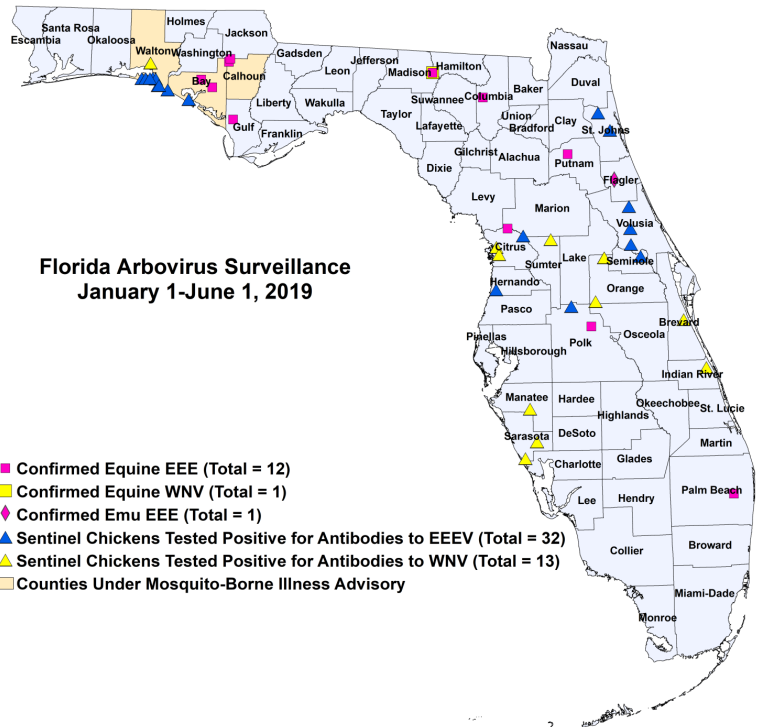 Holmes
Jackson
Santa Rosa
Escambia
Okaloosa
Walton
Washington
Gadsden
Nassau
Bay
Calhoun
Leon
Jefferson
Madison
Hamilton
Liberty
Wakulla
Taylor
Suwannee
Columbia
Baker
Duval
Gulf
Franklin
Lafayette
Union
Bradford
Clay
St. Johns
Dixie
Gilchrist
Alachua
Putnam
Flagler
Levy
Marion
Volusia
Citrus
Sumter
Lake
Seminole
Florida Arbovirus Surveillance
January 1-June 1, 2019
Hernando
Orange
Pasco
Brevard
Pinellas
Hillsborough
Polk
Osceola
Indian River
Manatee
Hardee
Okeechobee
St. Lucie
Highlands
Sarasota
DeSoto
Martin
Charlotte
Glades
Lee
Hendry
Palm Beach
Collier
Broward
Miami-Dade
Monroe
Confirmed Equine EEE (Total = 12)
Confirmed Equine WNV (Total = 1)
Confirmed Emu EEE (Total = 1)
Sentinel Chickens Tested Positive for Antibodies to EEEV (Total = 32)
Sentinel Chickens Tested Positive for Antibodies to WNV (Total = 13)
Counties Under Mosquito-Borne Illness Advisory